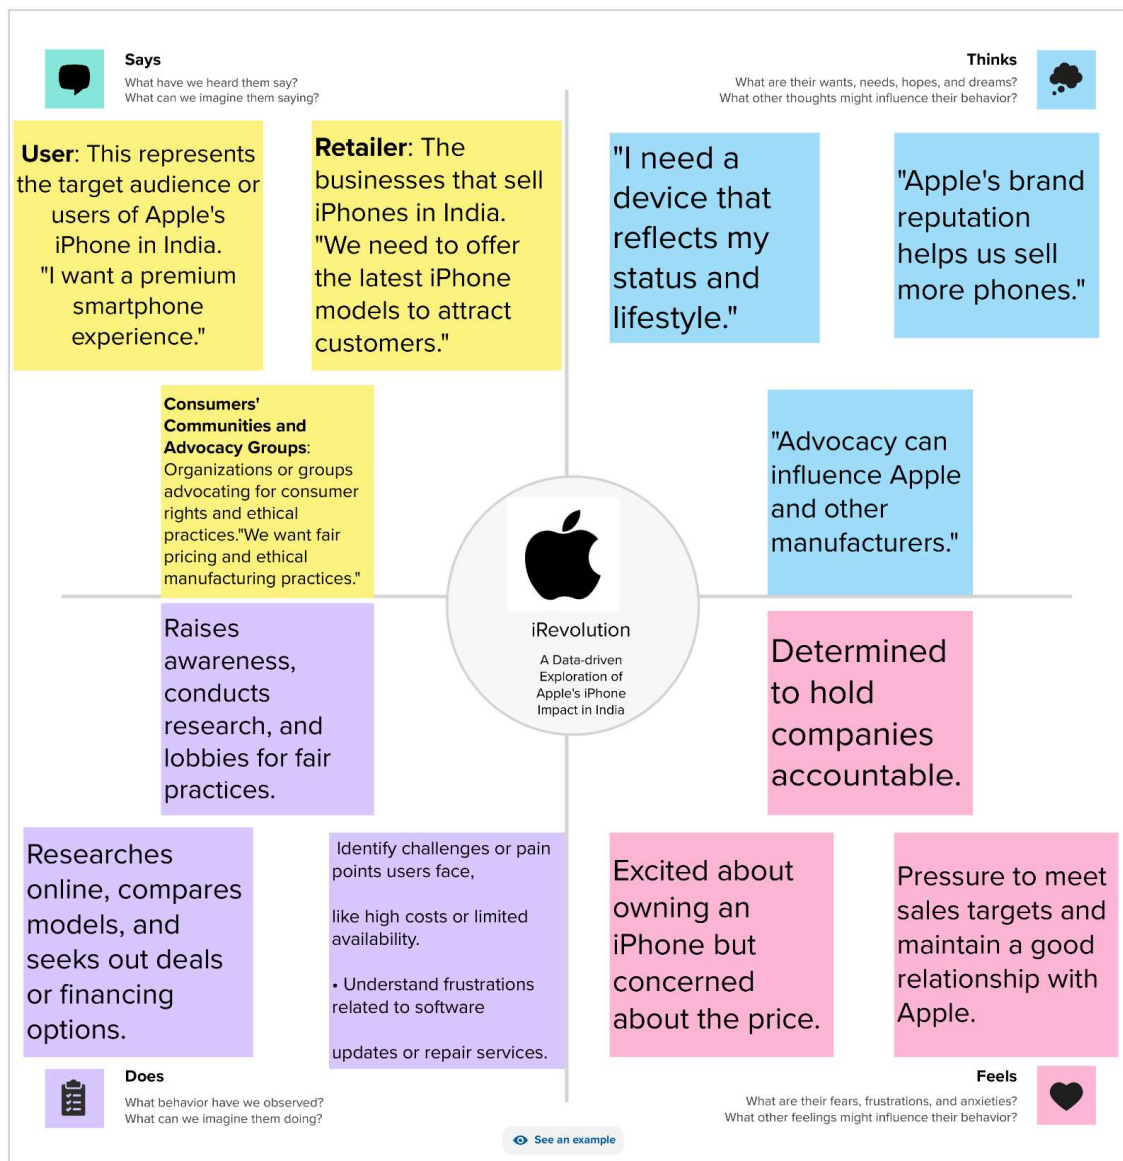 Says
What have we heard them say?
What can we imagine them saying?
Thinks
What are their wants, needs, hopes, and dreams?
What other thoughts might influence their behavior?
User: This represents
the target audience or
users of Apple's
iPhone in India.
"I want a premium
smartphone
experience."
Retailer: The
businesses that sell
iPhones in India.
"We need to offer
the latest iPhone
models to attract
customers."
"I need a
device that
reflects my
status and
lifestyle."
"Apple's brand
reputation
helps us sell
more phones."
Consumers'
Communities and
Advocacy Groups:
Organizations or groups
advocating for consumer
rights and ethical
practices."We want fair
pricing and ethical
manufacturing practices."
"Advocacy can
influence Apple
and other
manufacturers."
iRevolution
A Data-driven
Exploration of
Apple's iPhone
Impact in India
Raises
awareness,
conducts
research, and
lobbies for fair
practices.
Determined
to hold
companies
accountable.
Researches
online, compares
models, and
seeks out deals
or financing
options.
Identify challenges or pain
points users face,
like high costs or limited
availability.
• Understand frustrations
related to software
updates or repair services.
Excited about
owning an
iPhone but
concerned
about the price.
Pressure to meet
sales targets and
maintain a good
relationship with
Apple.
Does
What behavior have we observed?
What can we imagine them doing?
Feels
What are their fears, frustrations, and anxieties?
What other feelings might influence their behavior?
See an example